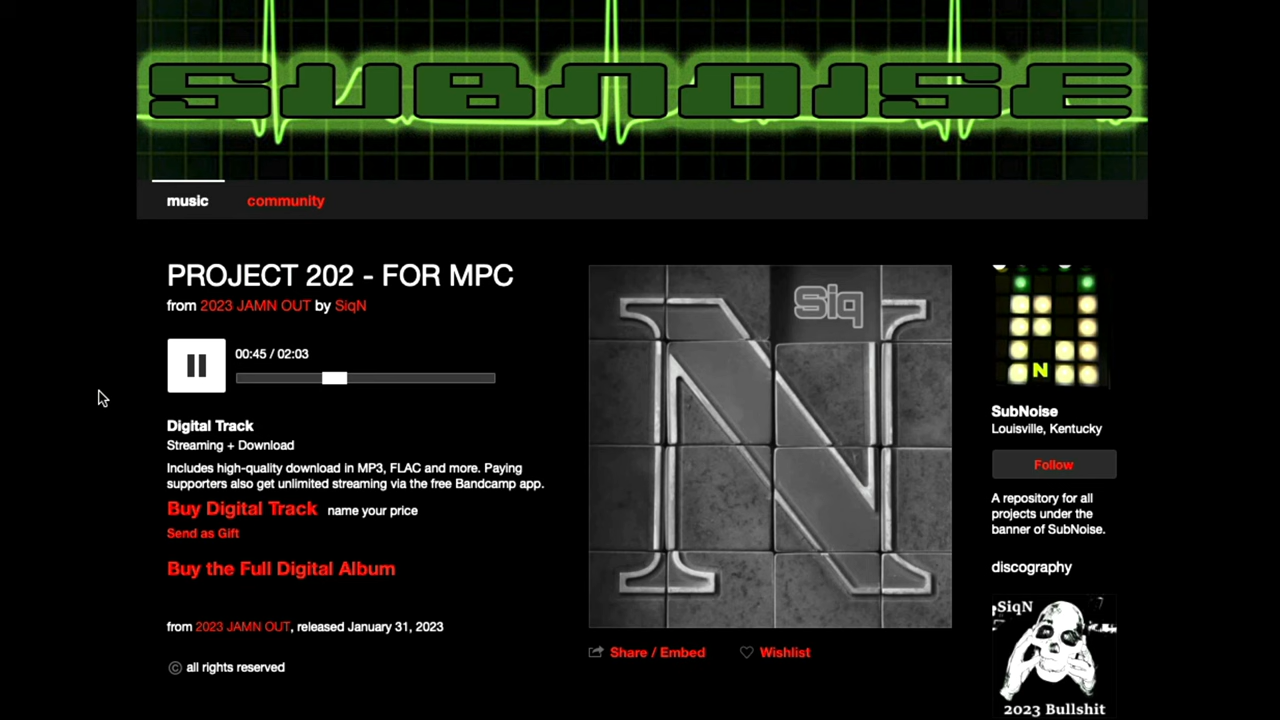 SUBNOISE
music
community
PROJECT 202 - FOR MPC
from 2023 JAMN OUT by SiqN
00:45 / 02:03
Digital Track
Streaming + Download
Includes high-quality download in MP3, FLAC and more. Paying
supporters also get unlimited streaming via the free Bandcamp app.
Buy Digital Track name your price
Send as Gift
Buy the Full Digital Album
from 2023 JAMN OUT, released January 31, 2023
© all rights reserved
Siq
N
Share / Embed
Wishlist
N
SubNoise
Louisville, Kentucky
Follow
A repository for all
projects under the
banner of SubNoise.
discography
SiqN
2023 Bullshit